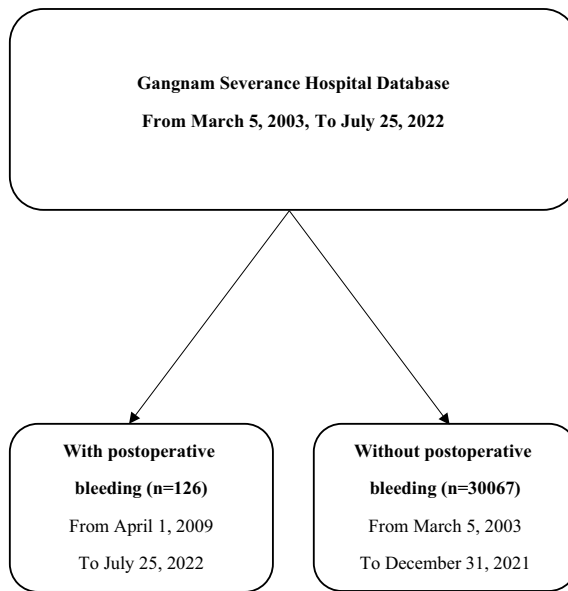 Gangnam Severance Hospital Database
From March 5, 2003, To July 25, 2022
With postoperative
bleeding (n=126)
From April 1, 2009
To July 25, 2022
Without postoperative
bleeding (n=30067)
From March 5, 2003
To December 31, 2021